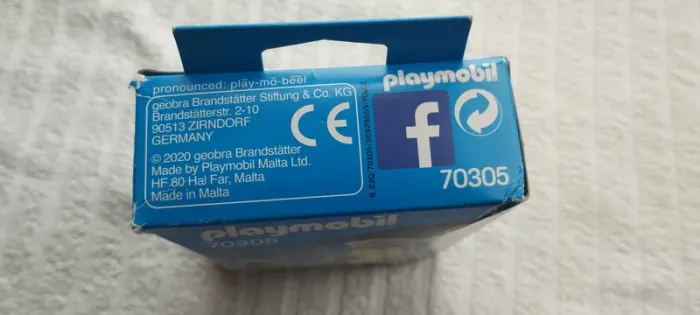 pronounced: plāy-mō-bēēl
geobra Brandstätter Stiftung & Co. KG
Brandstätterstr. 2-10
90513 ZIRNDORF
GERMANY
© 2020 geobra Brandstätter
Made by Playmobil Malta Ltd.
HF 80 Hal Far, Malta
Made in Malta
CE
playmobil
f
70305
playmobil
70305